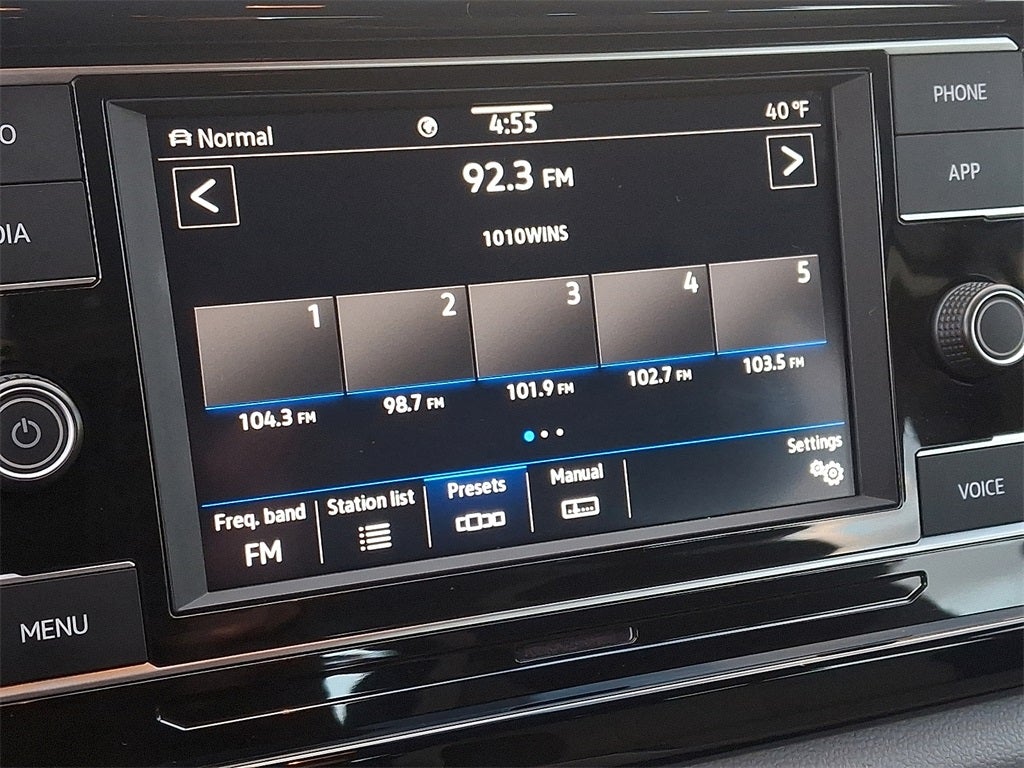 Normal
4:55
40 °F
92.3 FM
1010WINS
1
2
3
4
5
104.3 FM
98.7 FM
101.9 FM
102.7 FM
103.5 FM
Freq. band
FM
Station list
Presets
Manual
Settings
PHONE
APP
VOICE
MENU